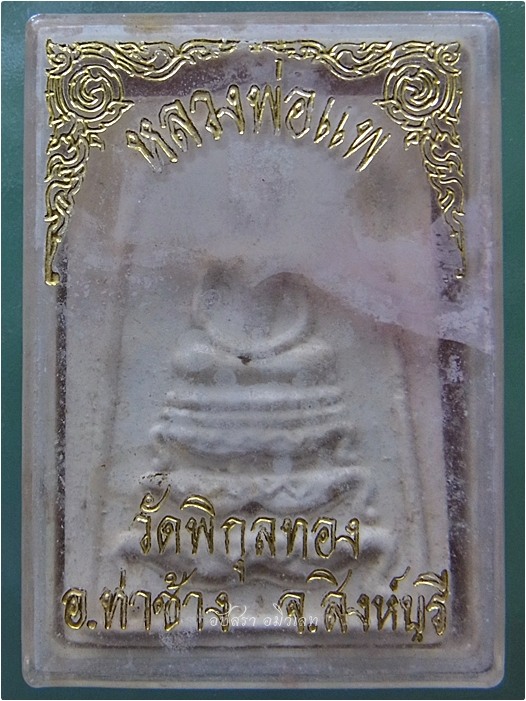 หลวงพ่อแพ
วัดพิกุลทอง
อ.ท่าช้าง จ.สิงห์บุรี